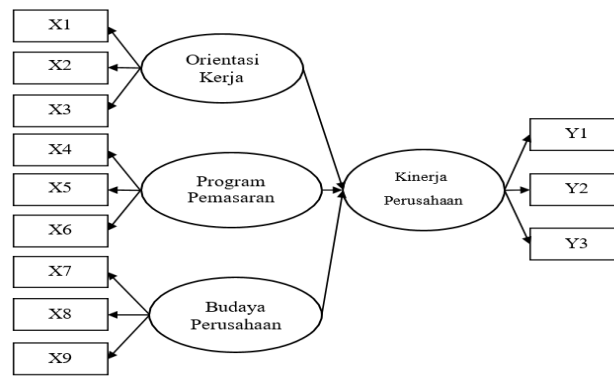 X1
X2
X3
X4
X5
X6
X7
X8
X9
Orientasi
Kerja
Program
Pemasaran
Budaya
Perusahaan
Kinerja
Perusahaan
Y1
Y2
Y3